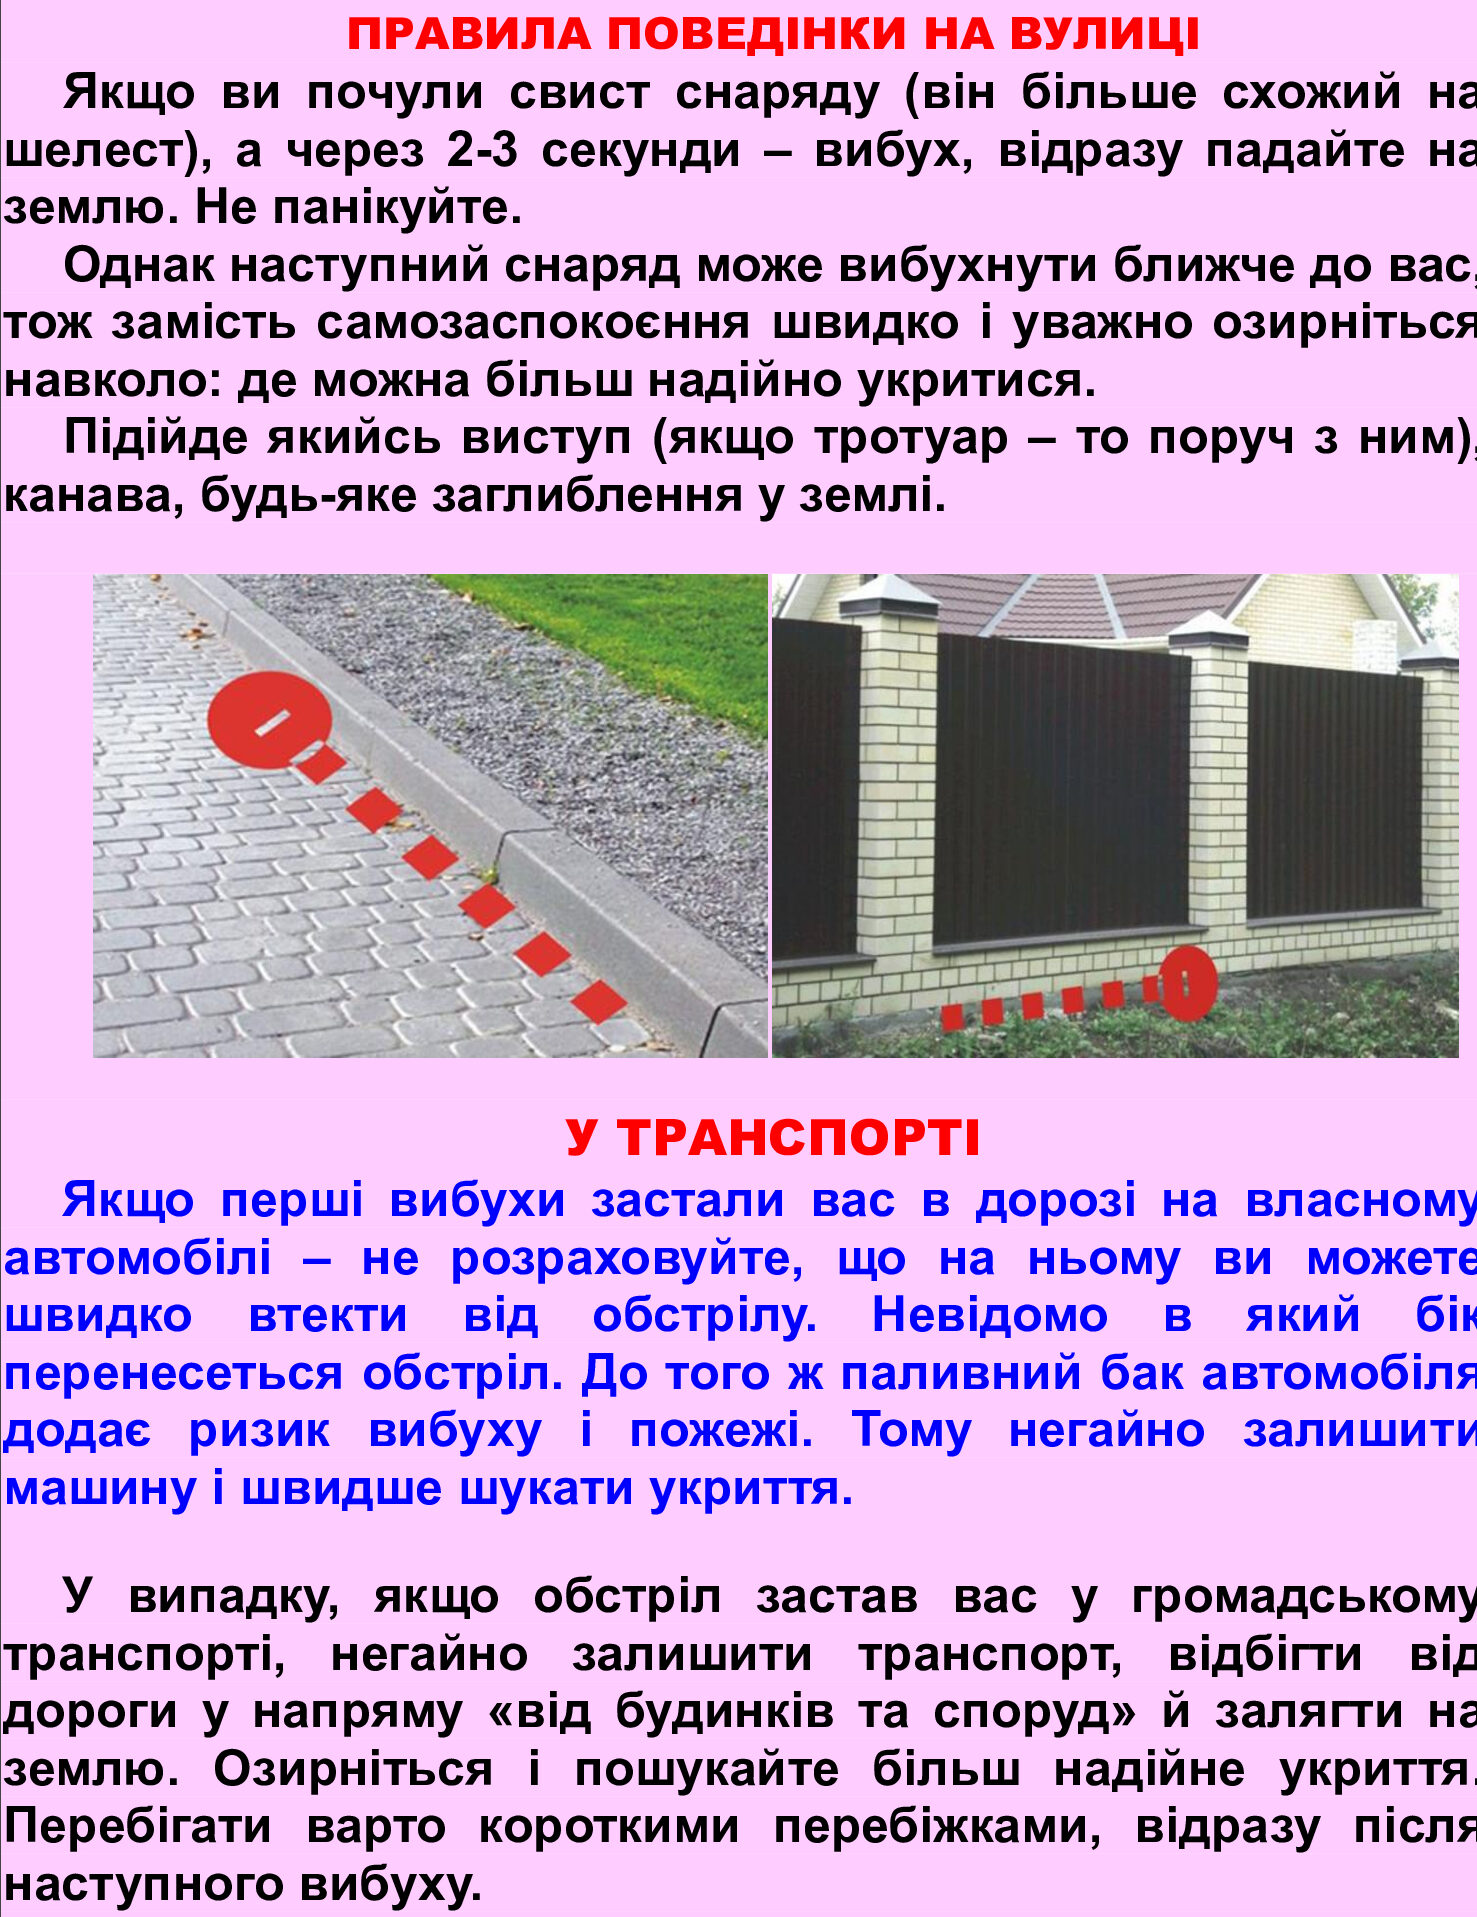 ПРАВИЛА ПОВЕДІНКИ НА ВУЛИЦІ
Якщо ви почули свист снаряду (він більше схожий на
шелест), а через 2-3 секунди – вибух, відразу падайте на
землю. Не панікуйте.
Однак наступний снаряд може вибухнути ближче до вас,
тож замість самозаспокоєння швидко і уважно озирніться
навколо: де можна більш надійно укритися.
Підійде якийсь виступ (якщо тротуар – то поруч з ним),
канава, будь-яке заглиблення у землі.
У ТРАНСПОРТІ
Якщо перші вибухи застали вас в дорозі на власному
автомобілі – не розраховуйте, що на ньому ви можете
швидко втекти від обстрілу. Невідомо в який бік
перенесеться обстріл. До того ж паливний бак автомобіля
додає ризик вибуху і пожежі. Тому негайно залишити
машину і швидше шукати укриття.
У випадку, якщо обстріл застав вас у громадському
транспорті, негайно залишити транспорт, відбігти від
дороги у напряму «від будинків та споруд» й залягти на
землю. Озирніться і пошукайте більш надійне укриття.
Перебігати варто короткими перебіжками, відразу після
наступного вибуху.